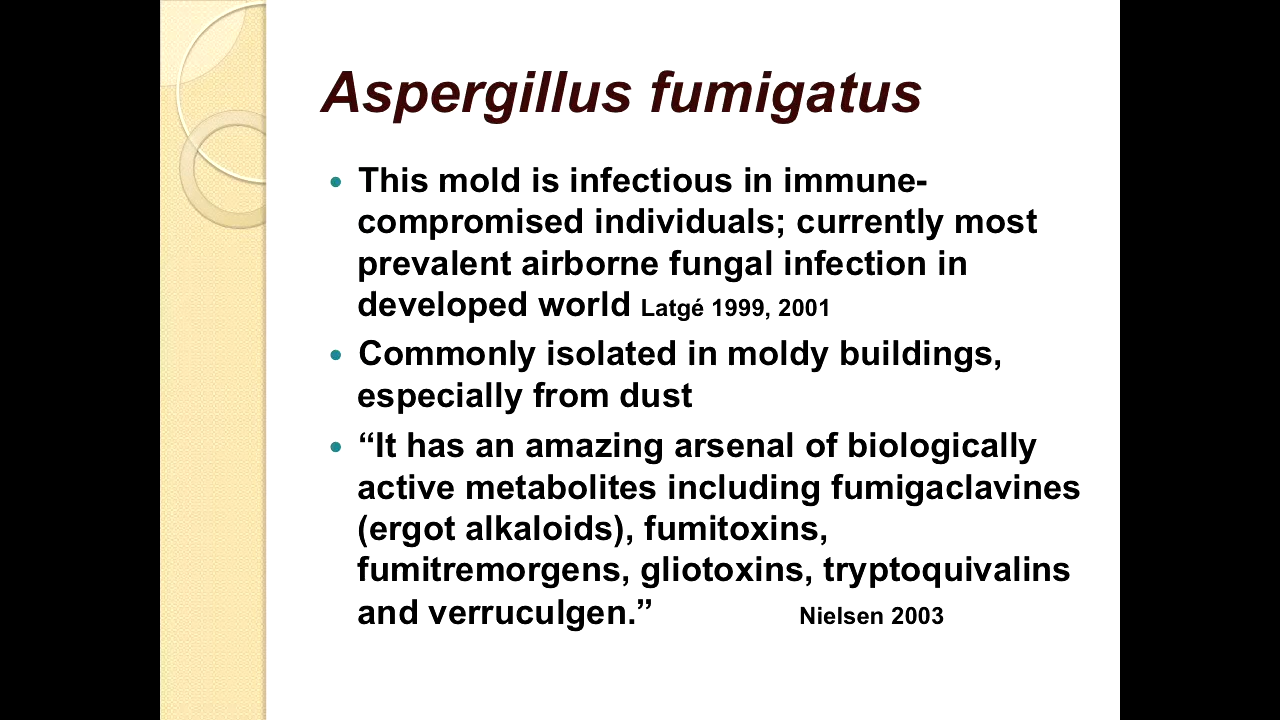 Aspergillus fumigatus
• This mold is infectious in immune-
compromised individuals; currently most
prevalent airborne fungal infection in
developed world Latgé 1999, 2001
• Commonly isolated in moldy buildings,
especially from dust
• “It has an amazing arsenal of biologically
active metabolites including fumigaclavines
(ergot alkaloids), fumitoxins,
fumitremorgens, gliotoxins, tryptoquivalins
and verruculgen.” Nielsen 2003